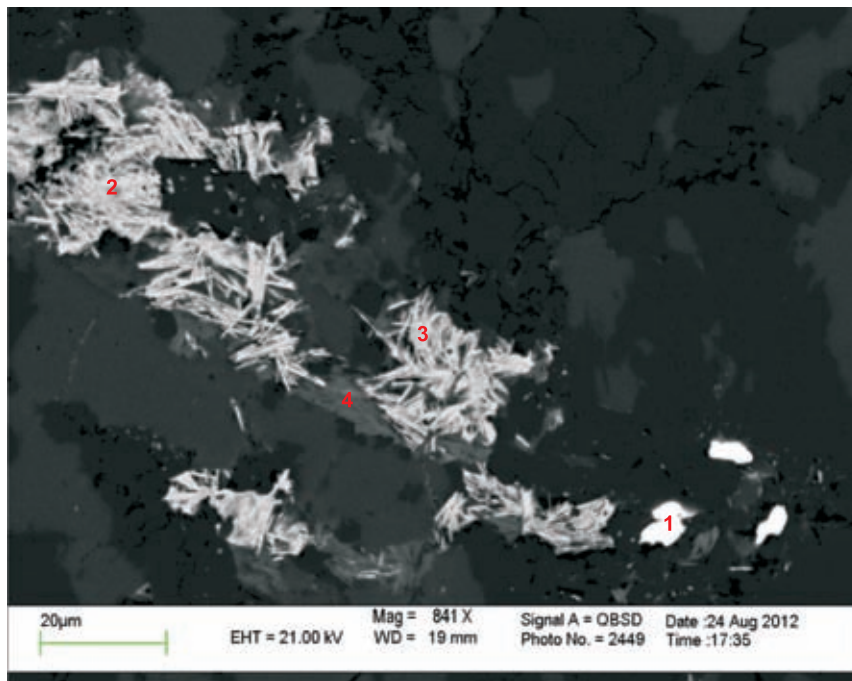 2
3
4
1
20µm
EHT = 21.00 kV
Mag = 841 X
WD = 19 mm
Signal A = QBSD
Photo No. = 2449
Date :24 Aug 2012
Time :17:35